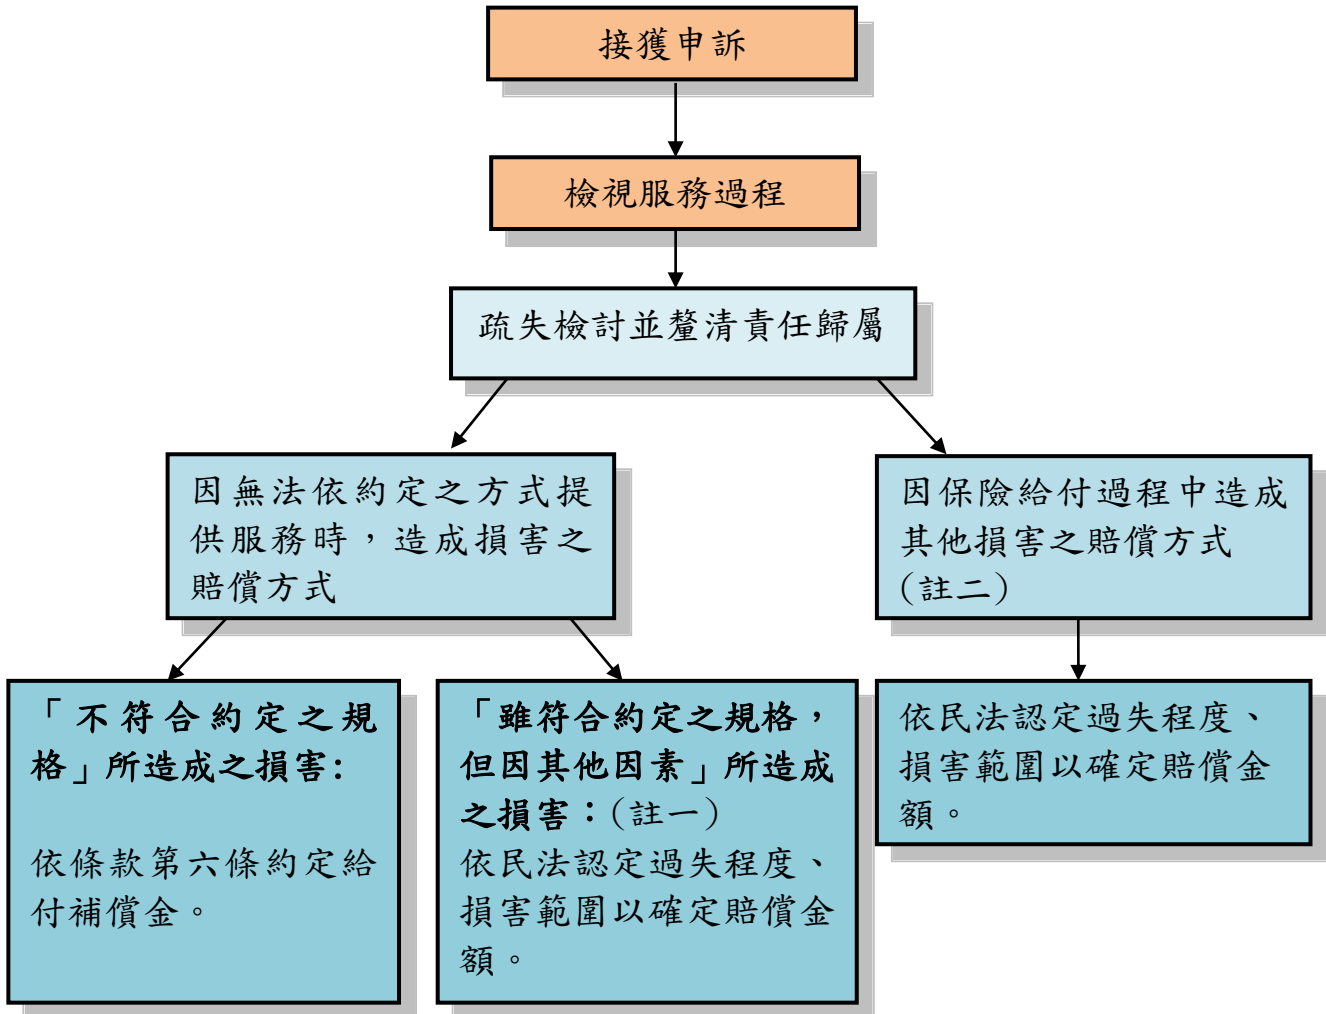 接獲申訴
檢視服務過程
疏失檢討並釐清責任歸屬
因無法依約定之方式提
供服務時，造成損害之
賠償方式
因保險給付過程中造成
其他損害之賠償方式
(註二)
「不符合約定之規
格」所造成之損害:
依條款第六條約定給
付補償金。
「雖符合約定之規格，
但因其他因素」所造成
之損害：(註一)
依民法認定過失程度、
損害範圍以確定賠償金
額。
依民法認定過失程度、
損害範圍以確定賠償金
額。